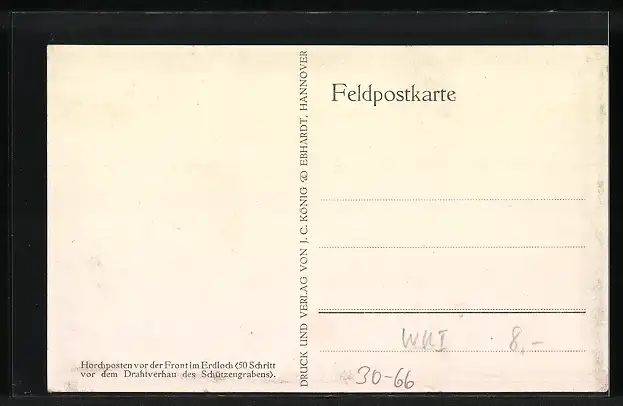 Feldpostkarte
DRUCK UND VERLAG VON J. C. KÖNIG & EBHARDT, HANNOVER
Horchposten vor der Front im Erdloch (50 Schritt
vor dem Drahtverhau des Schützengrabens).
WKI 8,-
30-66